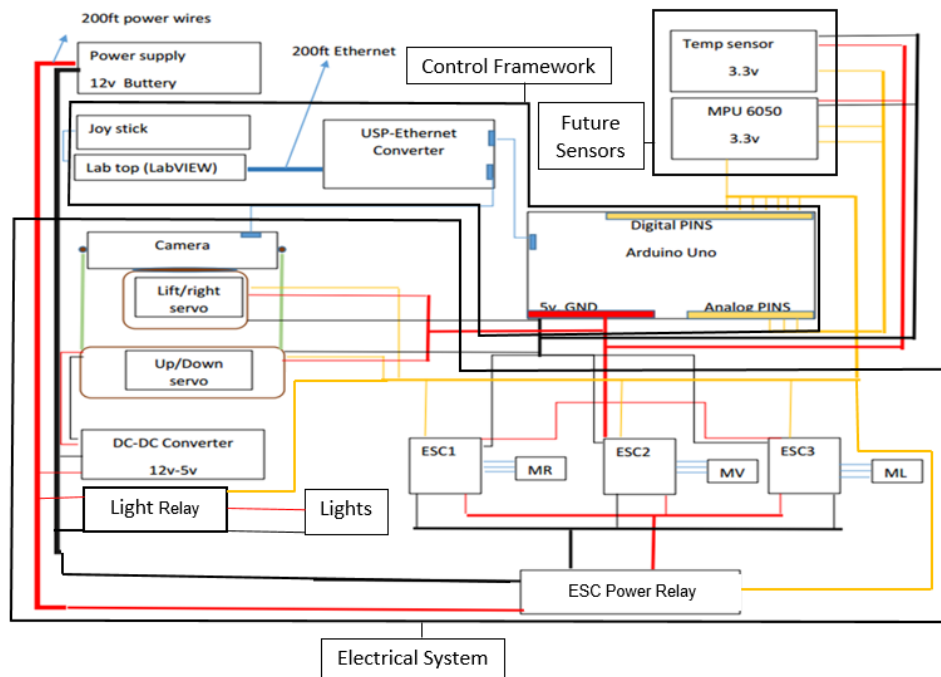 200ft power wires
Power supply
12v Buttery
200ft Ethernet
Control Framework
Temp sensor
3.3v
MPU 6050
3.3v
Future
Sensors
Joy stick
Lab top (LabVIEW)
USP-Ethernet
Converter
Digital PINS
Arduino Uno
5v GND
Analog PINS
Camera
Lift/right
servo
Up/Down
servo
DC-DC Converter
12v-5v
Light Relay
Lights
ESC1
MR
ESC2
MV
ESC3
ML
ESC Power Relay
Electrical System